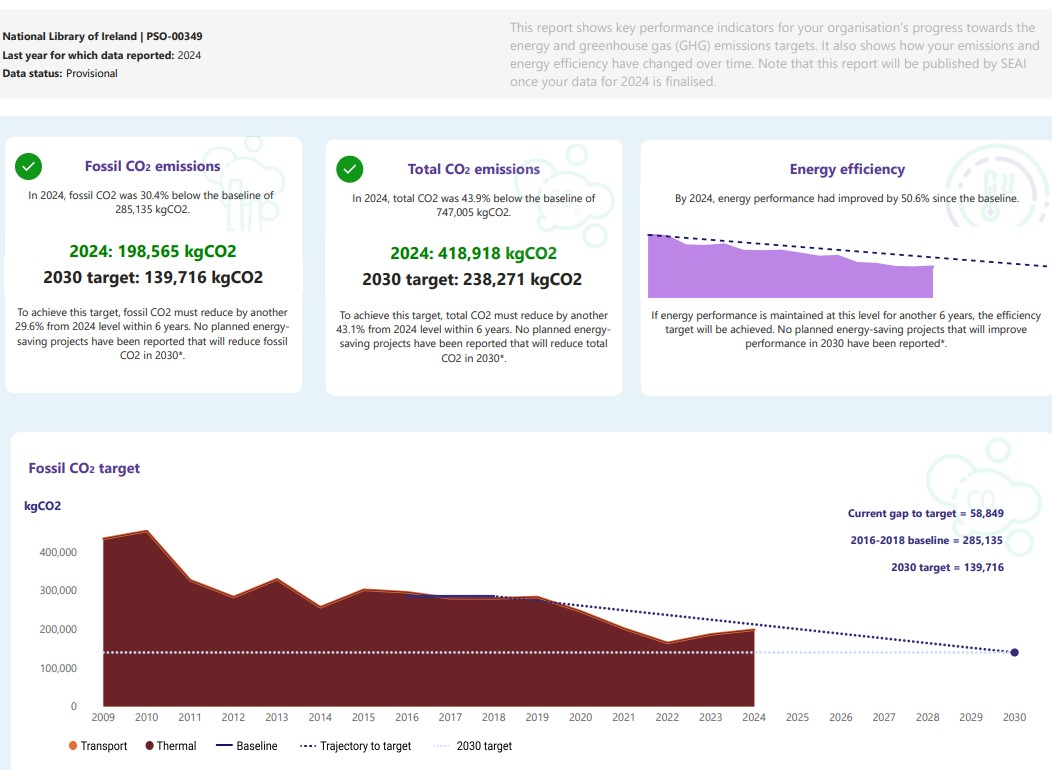 National Library of Ireland | PSO-00349
Last year for which data reported: 2024
Data status: Provisional
This report shows key performance indicators for your organisation's progress towards the
energy and greenhouse gas (GHG) emissions targets. It also shows how your emissions and
energy efficiency have changed over time. Note that this report will be published by SEAI
once your data for 2024 is finalised.
Fossil CO2 emissions
In 2024, fossil CO2 was 30.4% below the baseline of
285,135 kgCO2.
2024: 198,565 kgCO2
2030 target: 139,716 kgCO2
To achieve this target, fossil CO2 must reduce by another
29.6% from 2024 level within 6 years. No planned energy-
saving projects have been reported that will reduce fossil
CO2 in 2030*.
Total CO2 emissions
In 2024, total CO2 was 43.9% below the baseline of
747,005 kgCO2.
2024: 418,918 kgCO2
2030 target: 238,271 kgCO2
To achieve this target, total CO2 must reduce by another
43.1% from 2024 level within 6 years. No planned energy-
saving projects have been reported that will reduce total
CO2 in 2030*.
Energy efficiency
By 2024, energy performance had improved by 50.6% since the baseline.
If energy performance is maintained at this level for another 6 years, the efficiency
target will be achieved. No planned energy-saving projects that will improve
performance in 2030 have been reported*.
Fossil CO2 target
kgCO2
CO
Current gap to target = 58,849
2016-2018 baseline = 285,135
2030 target = 139,716
400,000
300,000
200,000
100,000
0
2009 2010 2011 2012 2013 2014 2015 2016 2017 2018 2019 2020 2021 2022 2023 2024 2025 2026 2027 2028 2029 2030
Transport Thermal Baseline Trajectory to target 2030 target